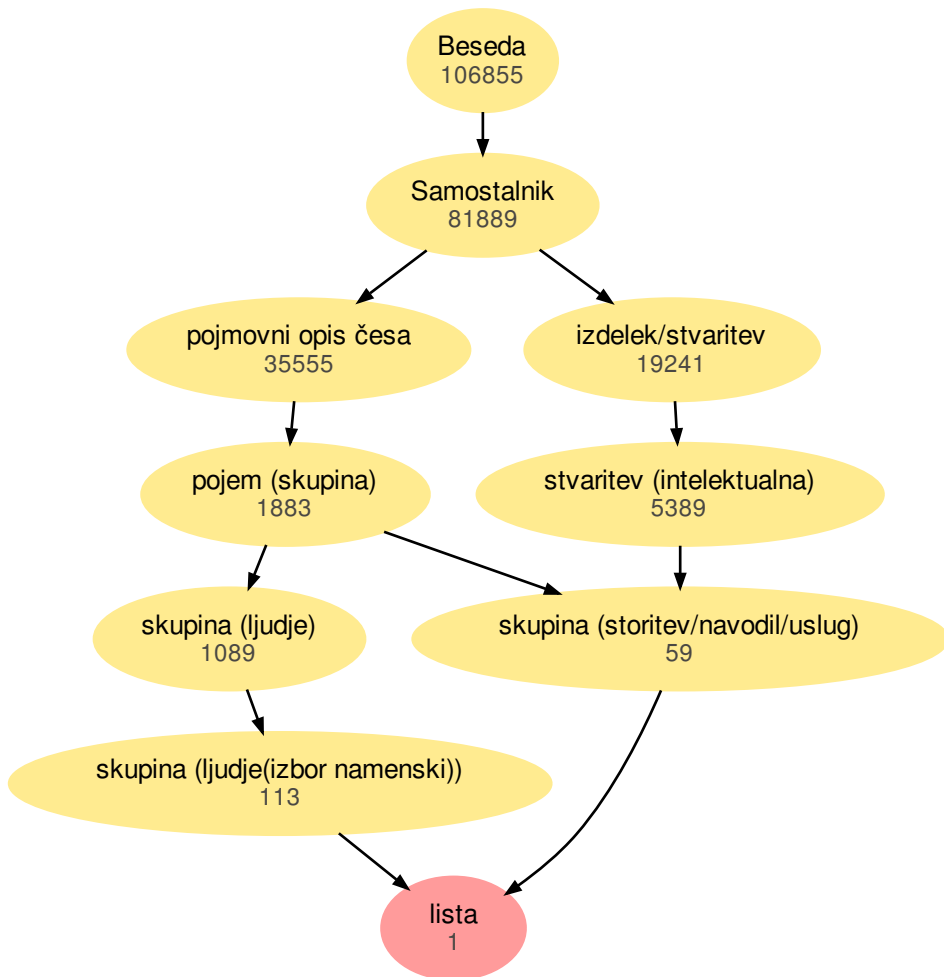 Beseda
106855
Samostalnik
81889
pojmovni opis česa
35555
izdelek/stvaritev
19241
pojem (skupina)
1883
stvaritev (intelektualna)
5389
skupina (ljudje)
1089
skupina (storitev/navodil/uslug)
59
skupina (ljudje(izbor namenski))
113
lista
1